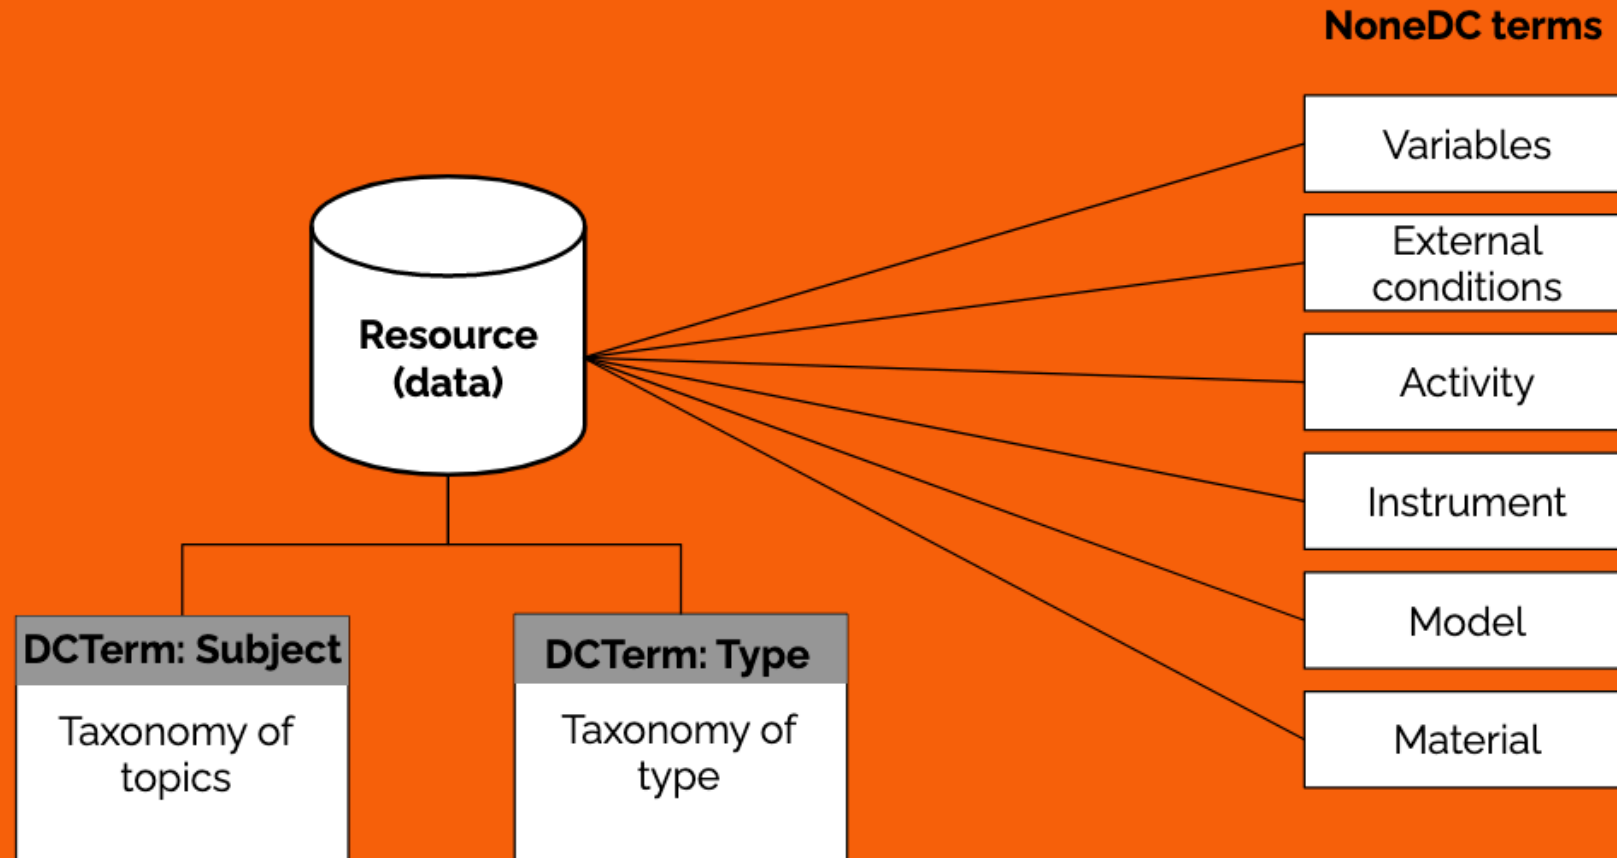 NoneDC terms
Variables
External
conditions
Activity
Instrument
Model
Material
Resource
(data)
DCTerm: Subject
Taxonomy of
topics
DCTerm: Type
Taxonomy of
type